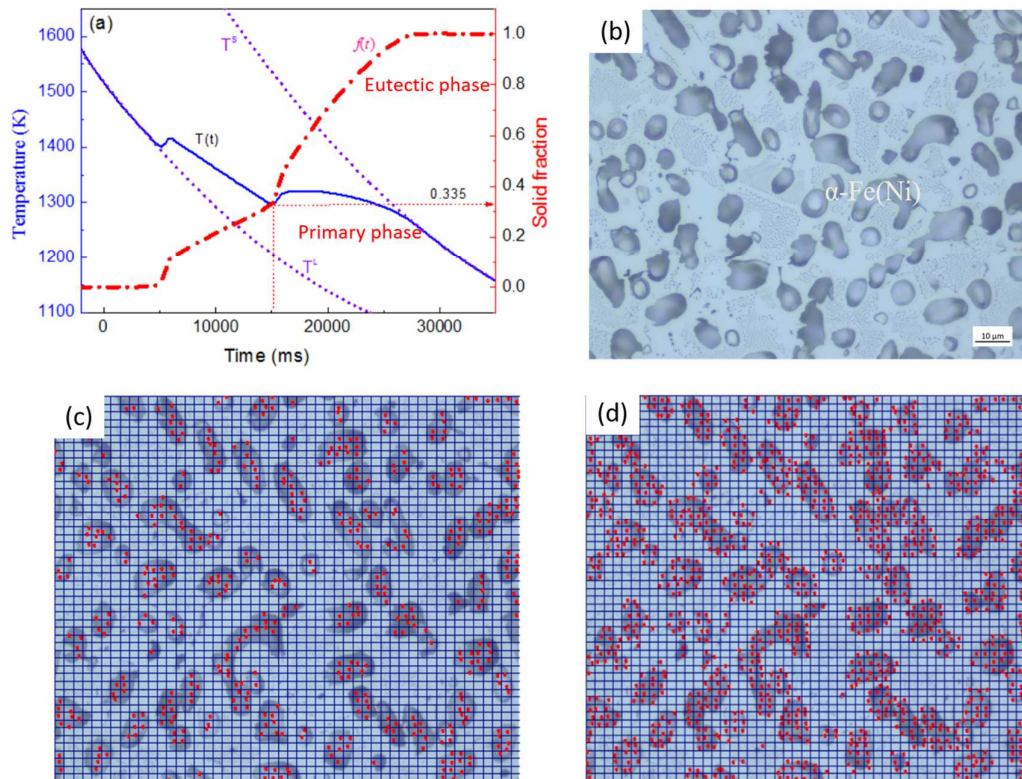 (a)
1600
1500
1400
1300
1200
1100
Temperature (K)
0
10000
20000
30000
Time (ms)
1.0
0.8
0.6
0.4
0.2
0.0
Solid fraction
T^S
f(t)
Eutectic phase
T(t)
0.335
Primary phase
T^L
(b)
α-Fe(Ni)
10 μm
(c)
(d)